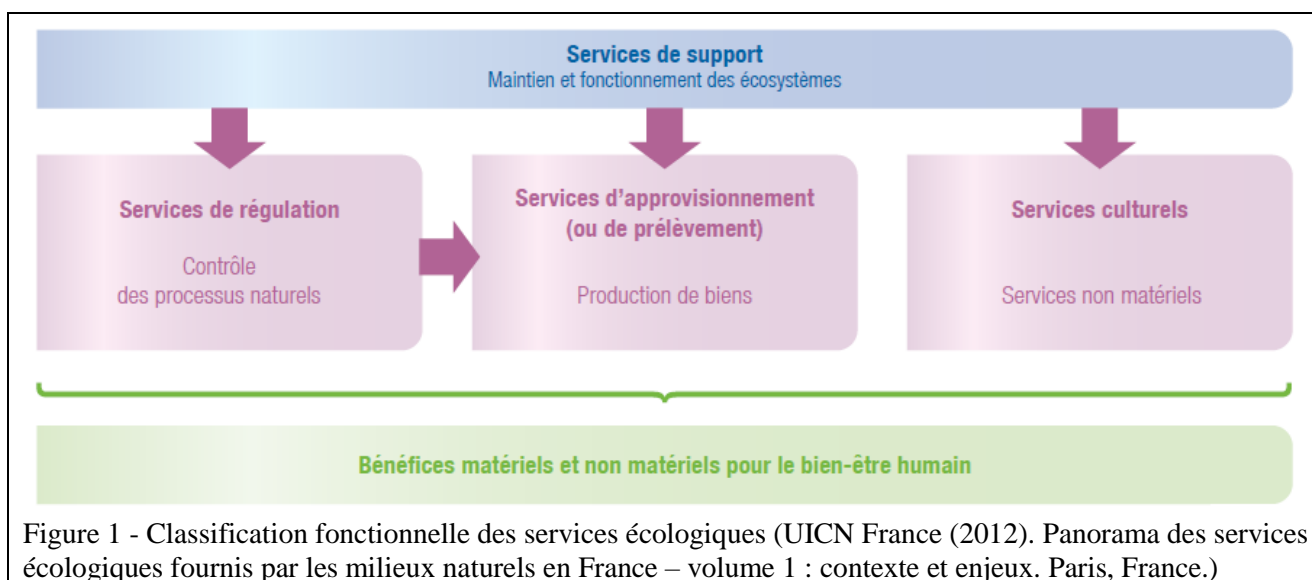 Services de support
Maintien et fonctionnement des écosystèmes
Services de régulation
Contrôle
des processus naturels
Services d'approvisionnement
(ou de prélèvement)
Production de biens
Services culturels
Services non matériels
Bénéfices matériels et non matériels pour le bien-être humain
Figure 1 - Classification fonctionnelle des services écologiques (UICN France (2012). Panorama des services
écologiques fournis par les milieux naturels en France – volume 1 : contexte et enjeux. Paris, France.)